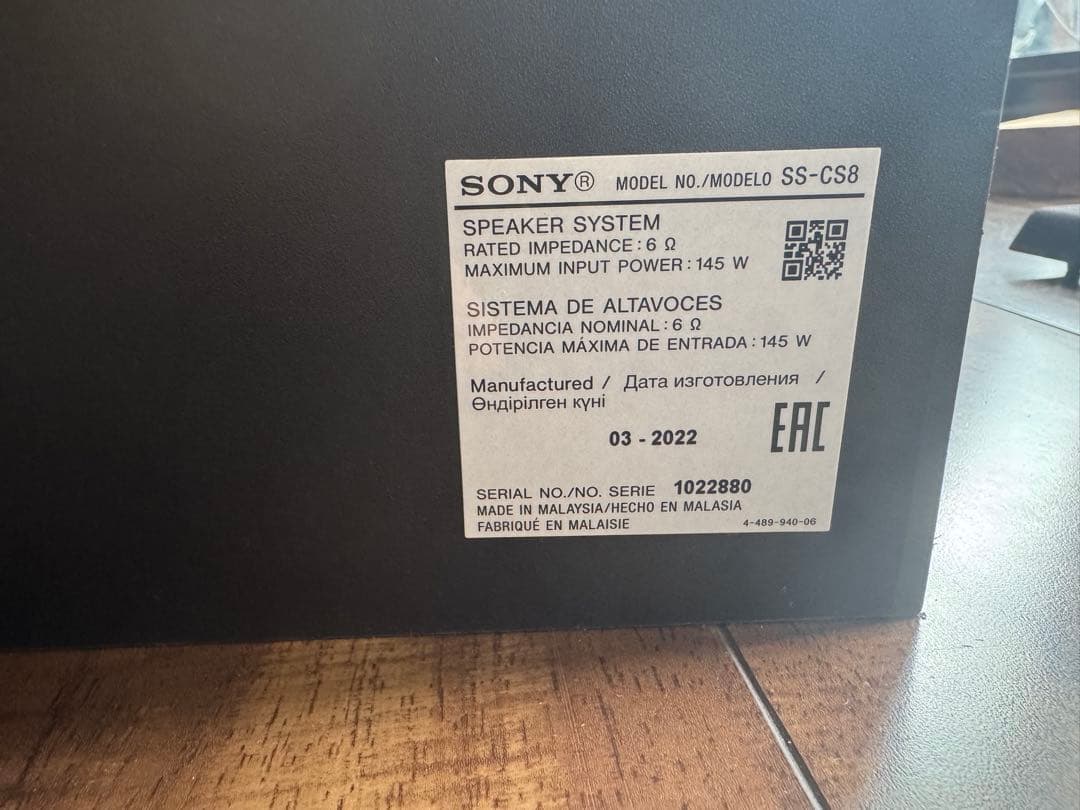 SONY® MODEL NO./MODELO SS-CS8
SPEAKER SYSTEM
RATED IMPEDANCE : 6 Ω
MAXIMUM INPUT POWER : 145 W
SISTEMA DE ALTAVOCES
IMPEDANCIA NOMINAL : 6 Ω
POTENCIA MÁXIMA DE ENTRADA : 145 W
Manufactured / Дата изготовления /
Өндірілген күні
EAC
03 - 2022
SERIAL NO./NO. SERIE 1022880
MADE IN MALAYSIA/HECHO EN MALASIA
FABRIQUÉ EN MALAISIE 4-489-940-06